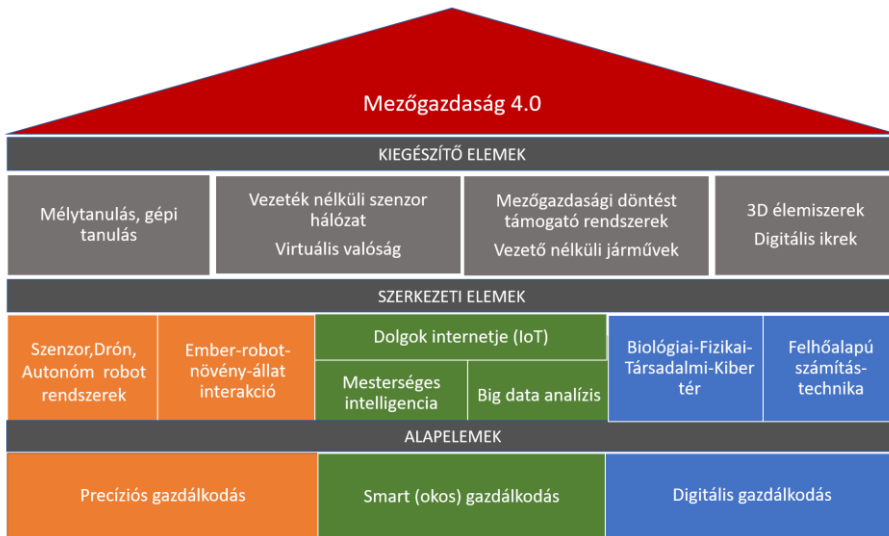 Mezőgazdaság 4.0
KIEGÉSZÍTŐ ELEMEK
Mélytanulás, gépi
tanulás
Vezeték nélküli szenzor
hálózat
Virtuális valóság
Mezőgazdasági döntést
támogató rendszerek
Vezető nélküli járművek
3D élemiszerek
Digitális ikrek
SZERKEZETI ELEMEK
Szenzor,Drón,
Autonóm robot
rendszerek
Ember-robot-
növény-állat
interakció
Dolgok internetje (IoT)
Mesterséges
intelligencia
Big data analízis
Biológiai-Fizikai-
Társadalmi-Kiber
tér
Felhőalapú
számítás-
technika
ALAPELEMEK
Precíziós gazdálkodás
Smart (okos) gazdálkodás
Digitális gazdálkodás